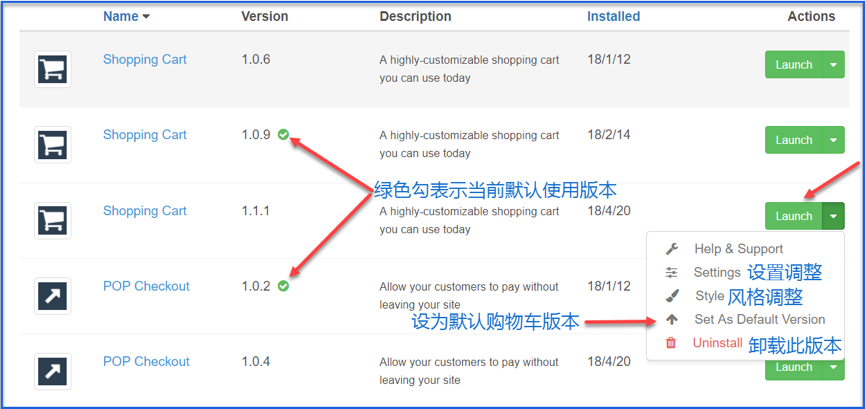 Name Version Description Installed Actions
Shopping Cart 1.0.6 A highly-customizable shopping cart 18/1/12 Launch
you can use today
Shopping Cart 1.0.9 A highly-customizable shopping cart 18/2/14 Launch
you can use today
绿色勾表示当前默认使用版本
Shopping Cart 1.1.1 A highly-customizable shopping cart 18/4/20 Launch
you can use today
Help & Support
Settings 设置调整
POP Checkout 1.0.2 Allow your customers to pay without 18/1/12
leaving your site
Style 风格调整
设为默认购物车版本 Set As Default Version
Uninstall 卸载此版本
POP Checkout 1.0.4 Allow your customers to pay without 18/4/20 Launch
leaving your site